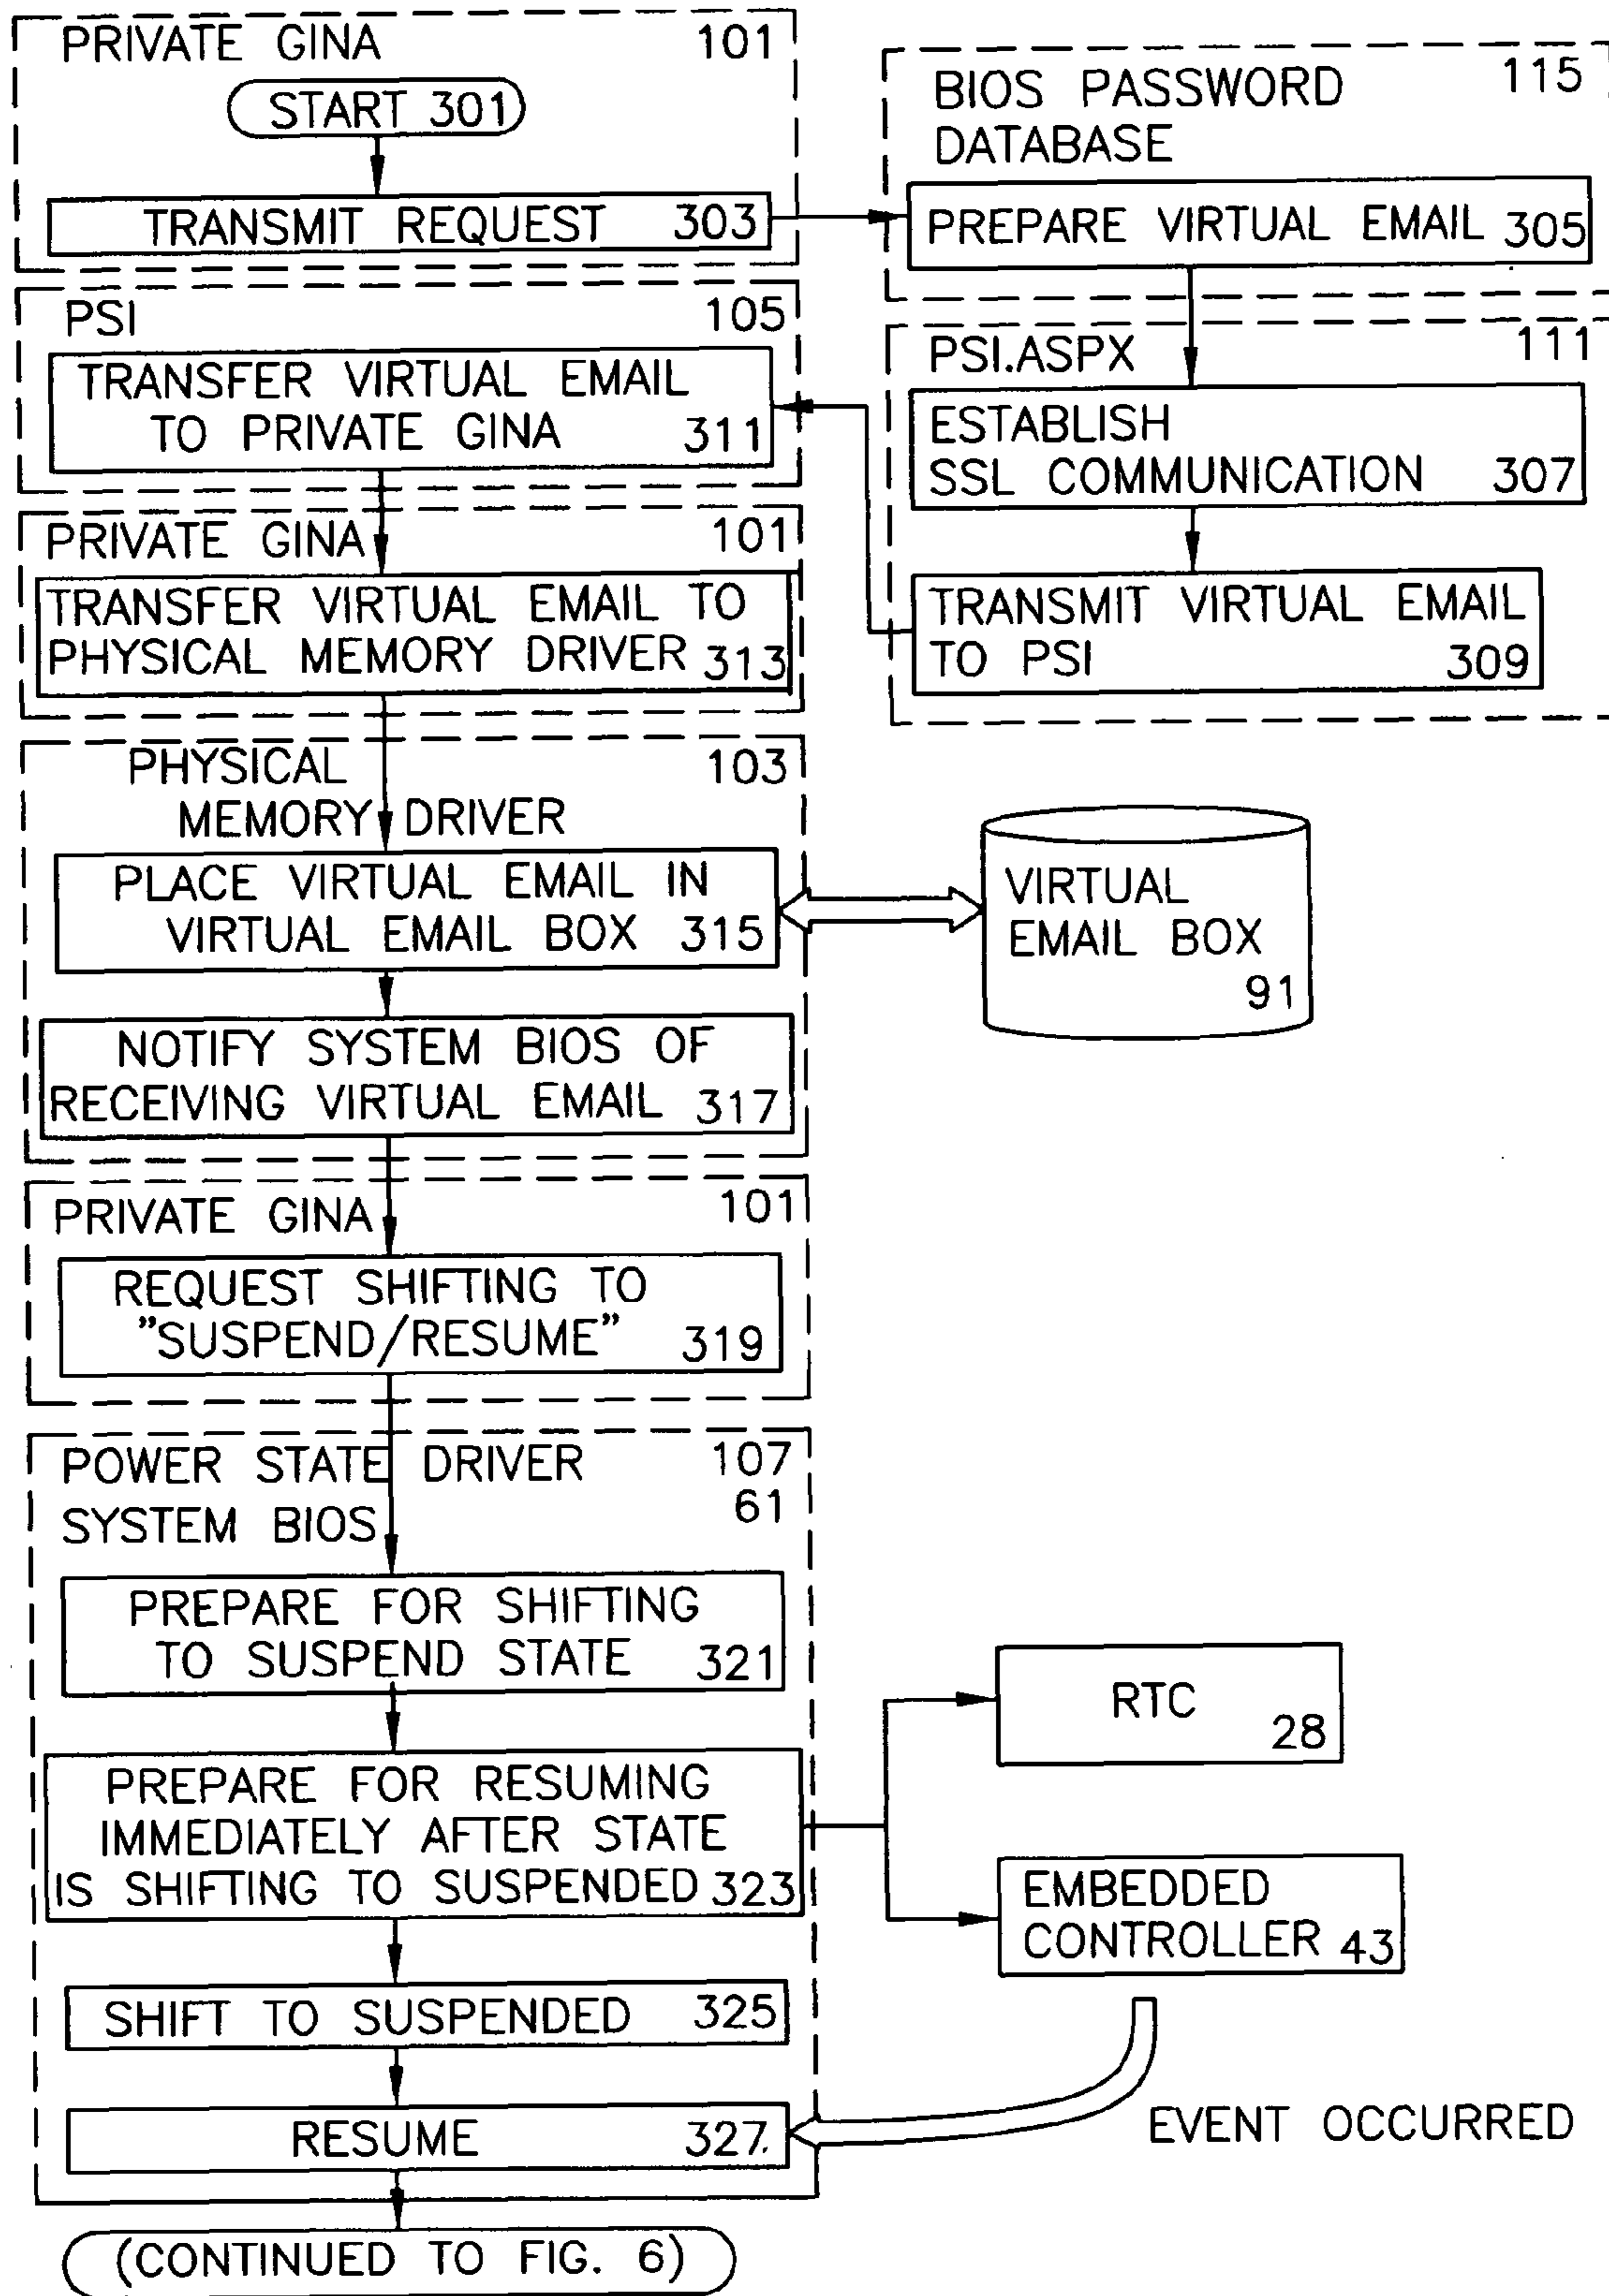 PRIVATE GINA 101
START 301
TRANSMIT REQUEST 303
BIOS PASSWORD 115
DATABASE
PREPARE VIRTUAL EMAIL 305
PSI.ASPX 111
ESTABLISH
SSL COMMUNICATION 307
TRANSMIT VIRTUAL EMAIL
TO PSI 309
PSI 105
TRANSFER VIRTUAL EMAIL
TO PRIVATE GINA 311
PRIVATE GINA 101
TRANSFER VIRTUAL EMAIL TO
PHYSICAL MEMORY DRIVER 313
PHYSICAL 103
MEMORY DRIVER
PLACE VIRTUAL EMAIL IN
VIRTUAL EMAIL BOX 315
VIRTUAL
EMAIL BOX
91
NOTIFY SYSTEM BIOS OF
RECEIVING VIRTUAL EMAIL 317
PRIVATE GINA 101
REQUEST SHIFTING TO
"SUSPEND/RESUME" 319
POWER STATE DRIVER 107
SYSTEM BIOS 61
PREPARE FOR SHIFTING
TO SUSPEND STATE 321
PREPARE FOR RESUMING
IMMEDIATELY AFTER STATE
IS SHIFTING TO SUSPENDED 323
RTC
28
EMBEDDED
CONTROLLER 43
SHIFT TO SUSPENDED 325
RESUME 327
EVENT OCCURRED
(CONTINUED TO FIG. 6)